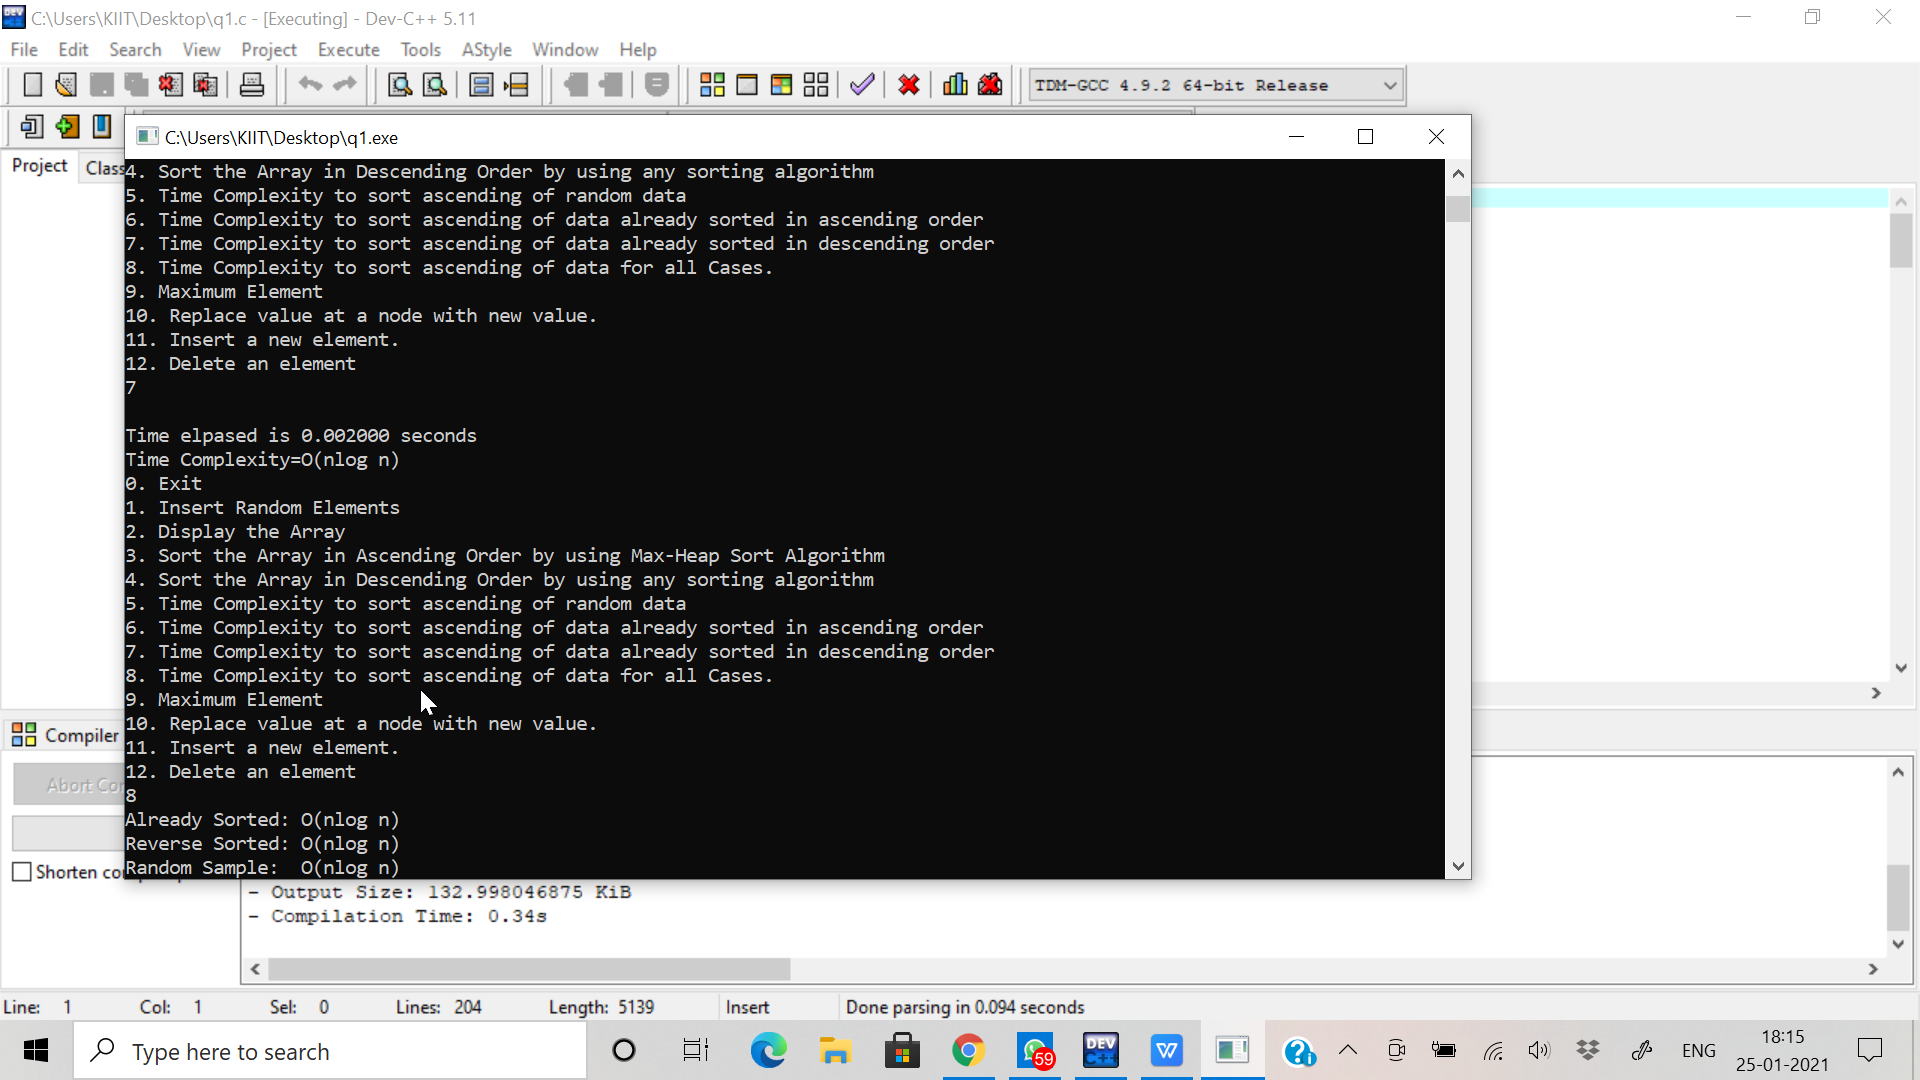 C:\Users\KIIT\Desktop\q1.c - [Executing] - Dev-C++ 5.11
File Edit Search View Project Execute Tools AStyle Window Help
TDM-GCC 4.9.2 64-bit Release
C:\Users\KIIT\Desktop\q1.exe
Project Class
4. Sort the Array in Descending Order by using any sorting algorithm
5. Time Complexity to sort ascending of random data
6. Time Complexity to sort ascending of data already sorted in ascending order
7. Time Complexity to sort ascending of data already sorted in descending order
8. Time Complexity to sort ascending of data for all Cases.
9. Maximum Element
10. Replace value at a node with new value.
11. Insert a new element.
12. Delete an element
7
Time elpased is 0.002000 seconds
Time Complexity=O(nlog n)
0. Exit
1. Insert Random Elements
2. Display the Array
3. Sort the Array in Ascending Order by using Max-Heap Sort Algorithm
4. Sort the Array in Descending Order by using any sorting algorithm
5. Time Complexity to sort ascending of random data
6. Time Complexity to sort ascending of data already sorted in ascending order
7. Time Complexity to sort ascending of data already sorted in descending order
8. Time Complexity to sort ascending of data for all Cases.
9. Maximum Element
10. Replace value at a node with new value.
11. Insert a new element.
12. Delete an element
8
Already Sorted: O(nlog n)
Reverse Sorted: O(nlog n)
Random Sample:  O(nlog n)
Compiler
Abort Co
Shorten co
- Output Size: 132.998046875 KiB
- Compilation Time: 0.34s
Line: 1 Col: 1 Sel: 0 Lines: 204 Length: 5139 Insert Done parsing in 0.094 seconds
Type here to search
59
DEV C++
W
ENG
18:15
25-01-2021